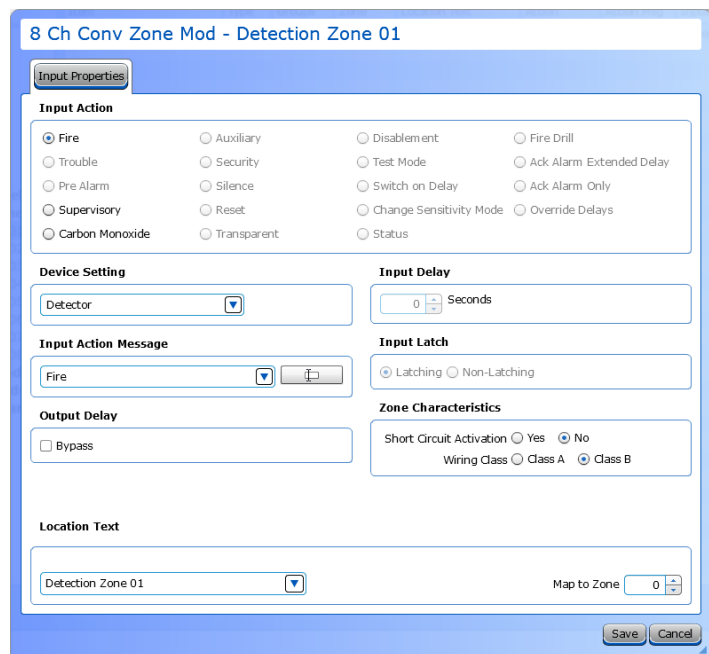 8 Ch Conv Zone Mod - Detection Zone 01
Input Properties
Input Action
Fire Auxiliary Disablement Fire Drill
Trouble Security Test Mode Ack Alarm Extended Delay
Pre Alarm Silence Switch on Delay Ack Alarm Only
Supervisory Reset Change Sensitivity Mode Override Delays
Carbon Monoxide Transparent Status
Device Setting
Detector
Input Delay
0 Seconds
Input Action Message
Fire
Input Latch
Latching Non-Latching
Output Delay
Bypass
Zone Characteristics
Short Circuit Activation Yes No
Wiring Class Class A Class B
Location Text
Detection Zone 01
Map to Zone 0
Save Cancel